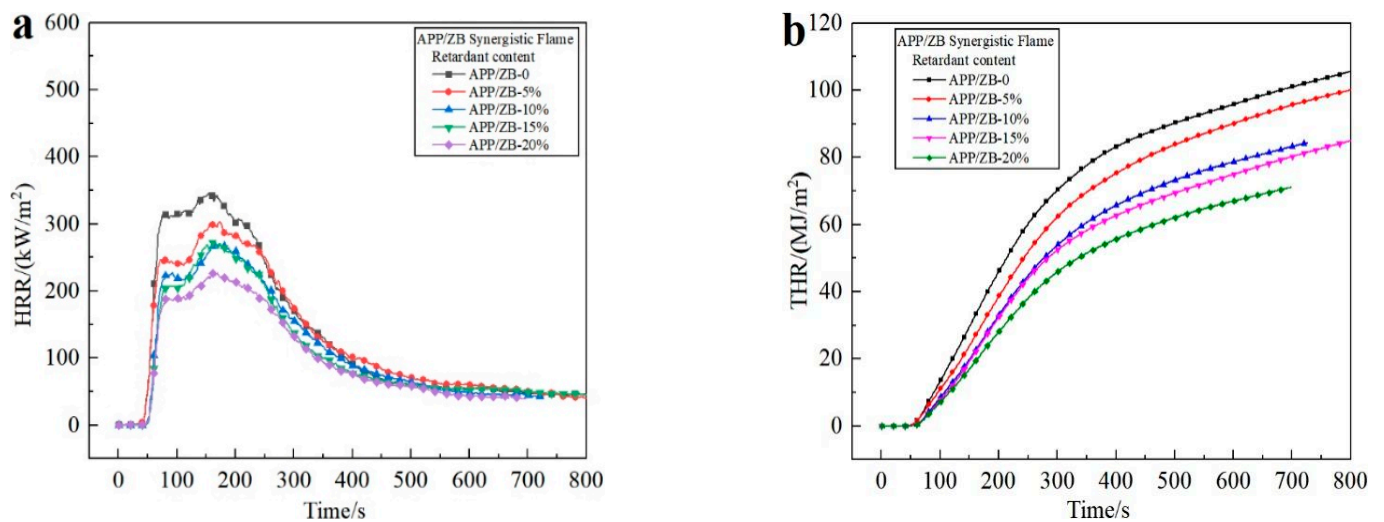 a
600
500
400
300
200
100
0
HRR/(kW/m²)
0 100 200 300 400 500 600 700 800
Time/s
APP/ZB Synergistic Flame
Retardant content
APP/ZB-0
APP/ZB-5%
APP/ZB-10%
APP/ZB-15%
APP/ZB-20%
b
120
100
80
60
40
20
0
THR/(MJ/m²)
0 100 200 300 400 500 600 700 800
Time/s
APP/ZB Synergistic Flame
Retardant content
APP/ZB-0
APP/ZB-5%
APP/ZB-10%
APP/ZB-15%
APP/ZB-20%